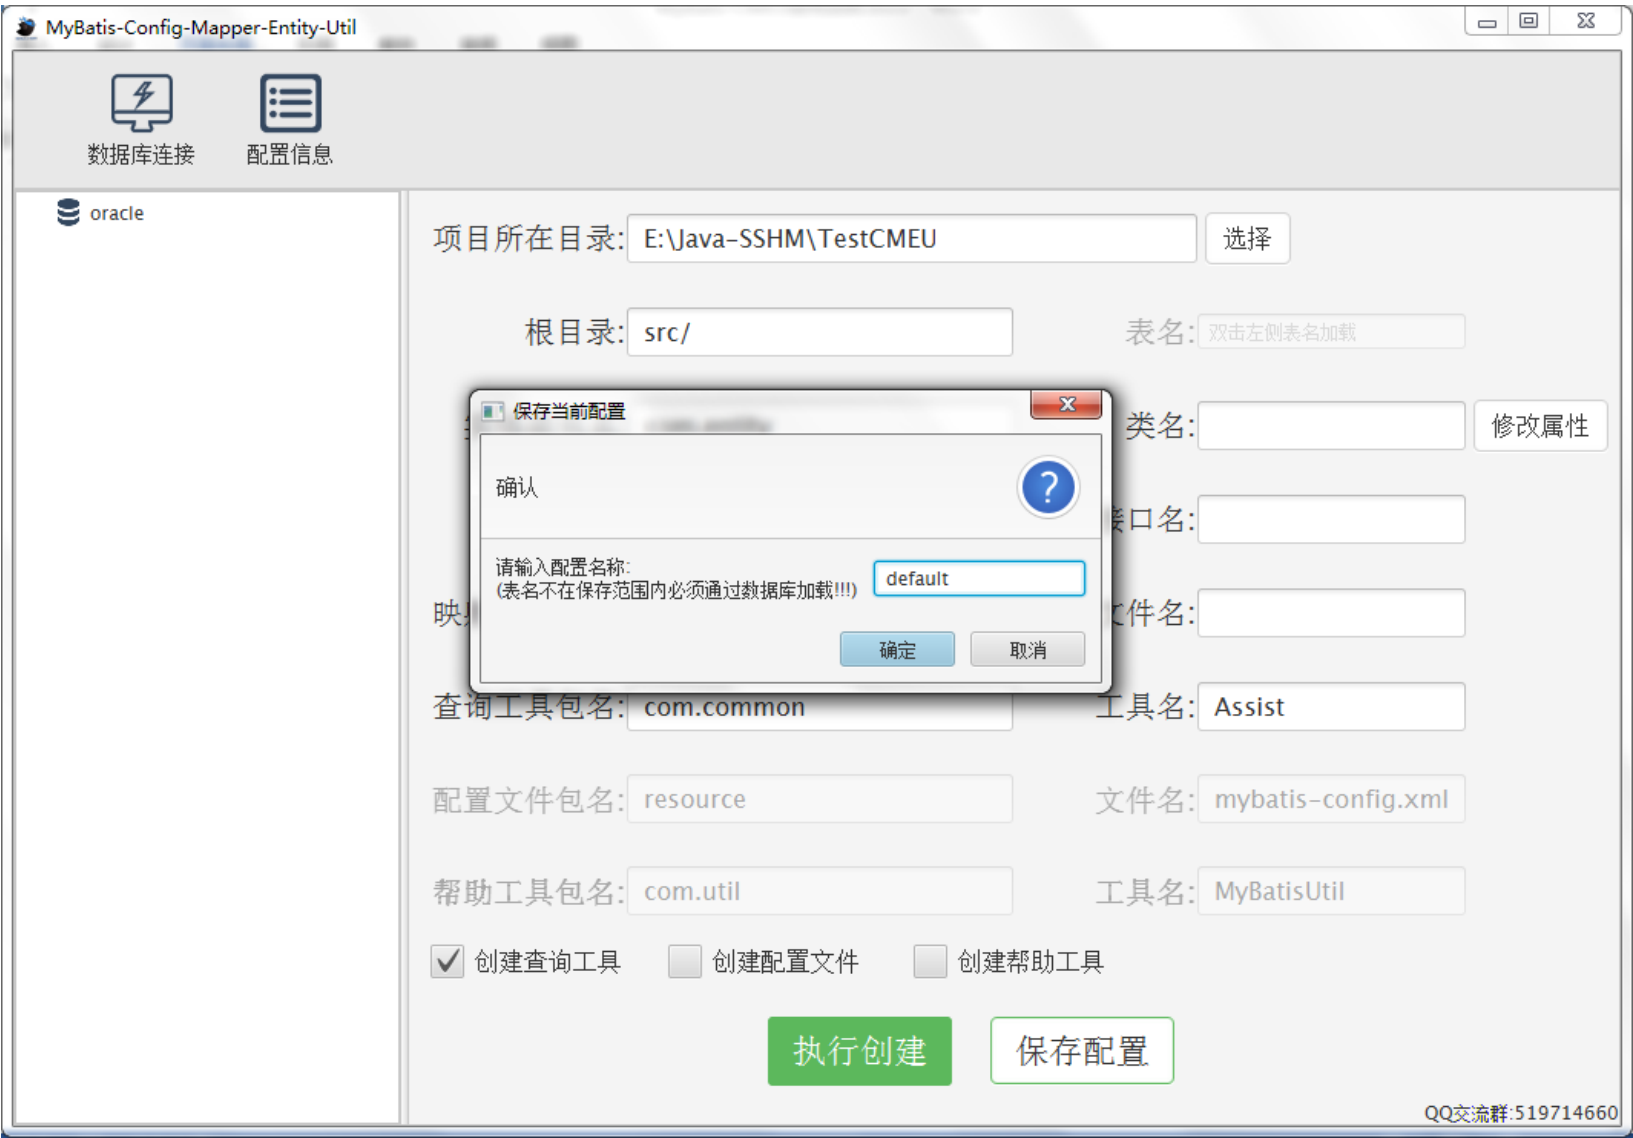 MyBatis-Config-Mapper-Entity-Util
数据库连接 配置信息
oracle
项目所在目录: E:\Java-SSHM\TestCMEU 选择
根目录: src/ 表名: 双击左侧表名加载
保存当前配置
类名: 修改属性
确认
口名:
请输入配置名称:
(表名不在保存范围内必须通过数据库加载!!!) default
映 件名:
确定 取消
查询工具包名: com.common 工具名: Assist
配置文件包名: resource 文件名: mybatis-config.xml
帮助工具包名: com.util 工具名: MyBatisUtil
创建查询工具 创建配置文件 创建帮助工具
执行创建 保存配置
QQ交流群:519714660